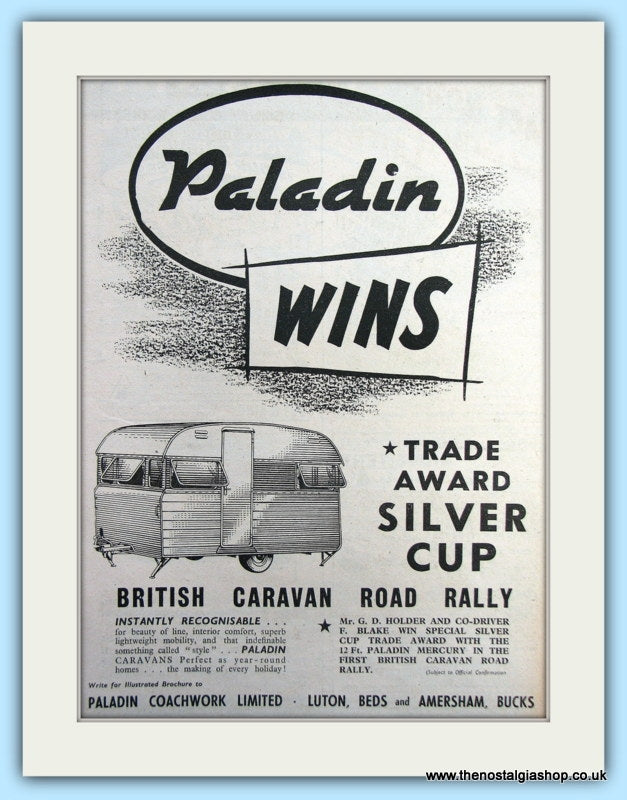 Paladin
WINS
★ TRADE
AWARD
SILVER
CUP
BRITISH CARAVAN ROAD RALLY
INSTANTLY RECOGNISABLE . . .
for beauty of line, interior comfort, superb
lightweight mobility, and that indefinable
something called "style" . . . PALADIN
CARAVANS Perfect as year-round
homes . . . the making of every holiday!
★ Mr. G. D. HOLDER AND CO-DRIVER
F. BLAKE WIN SPECIAL SILVER
CUP TRADE AWARD WITH THE
12 Ft. PALADIN MERCURY IN THE
FIRST BRITISH CARAVAN ROAD
RALLY.
(Subject to Official Confirmation
Write for Illustrated Brochure to
PALADIN COACHWORK LIMITED · LUTON, BEDS and AMERSHAM, BUCKS
www.thenostalgiashop.co.uk